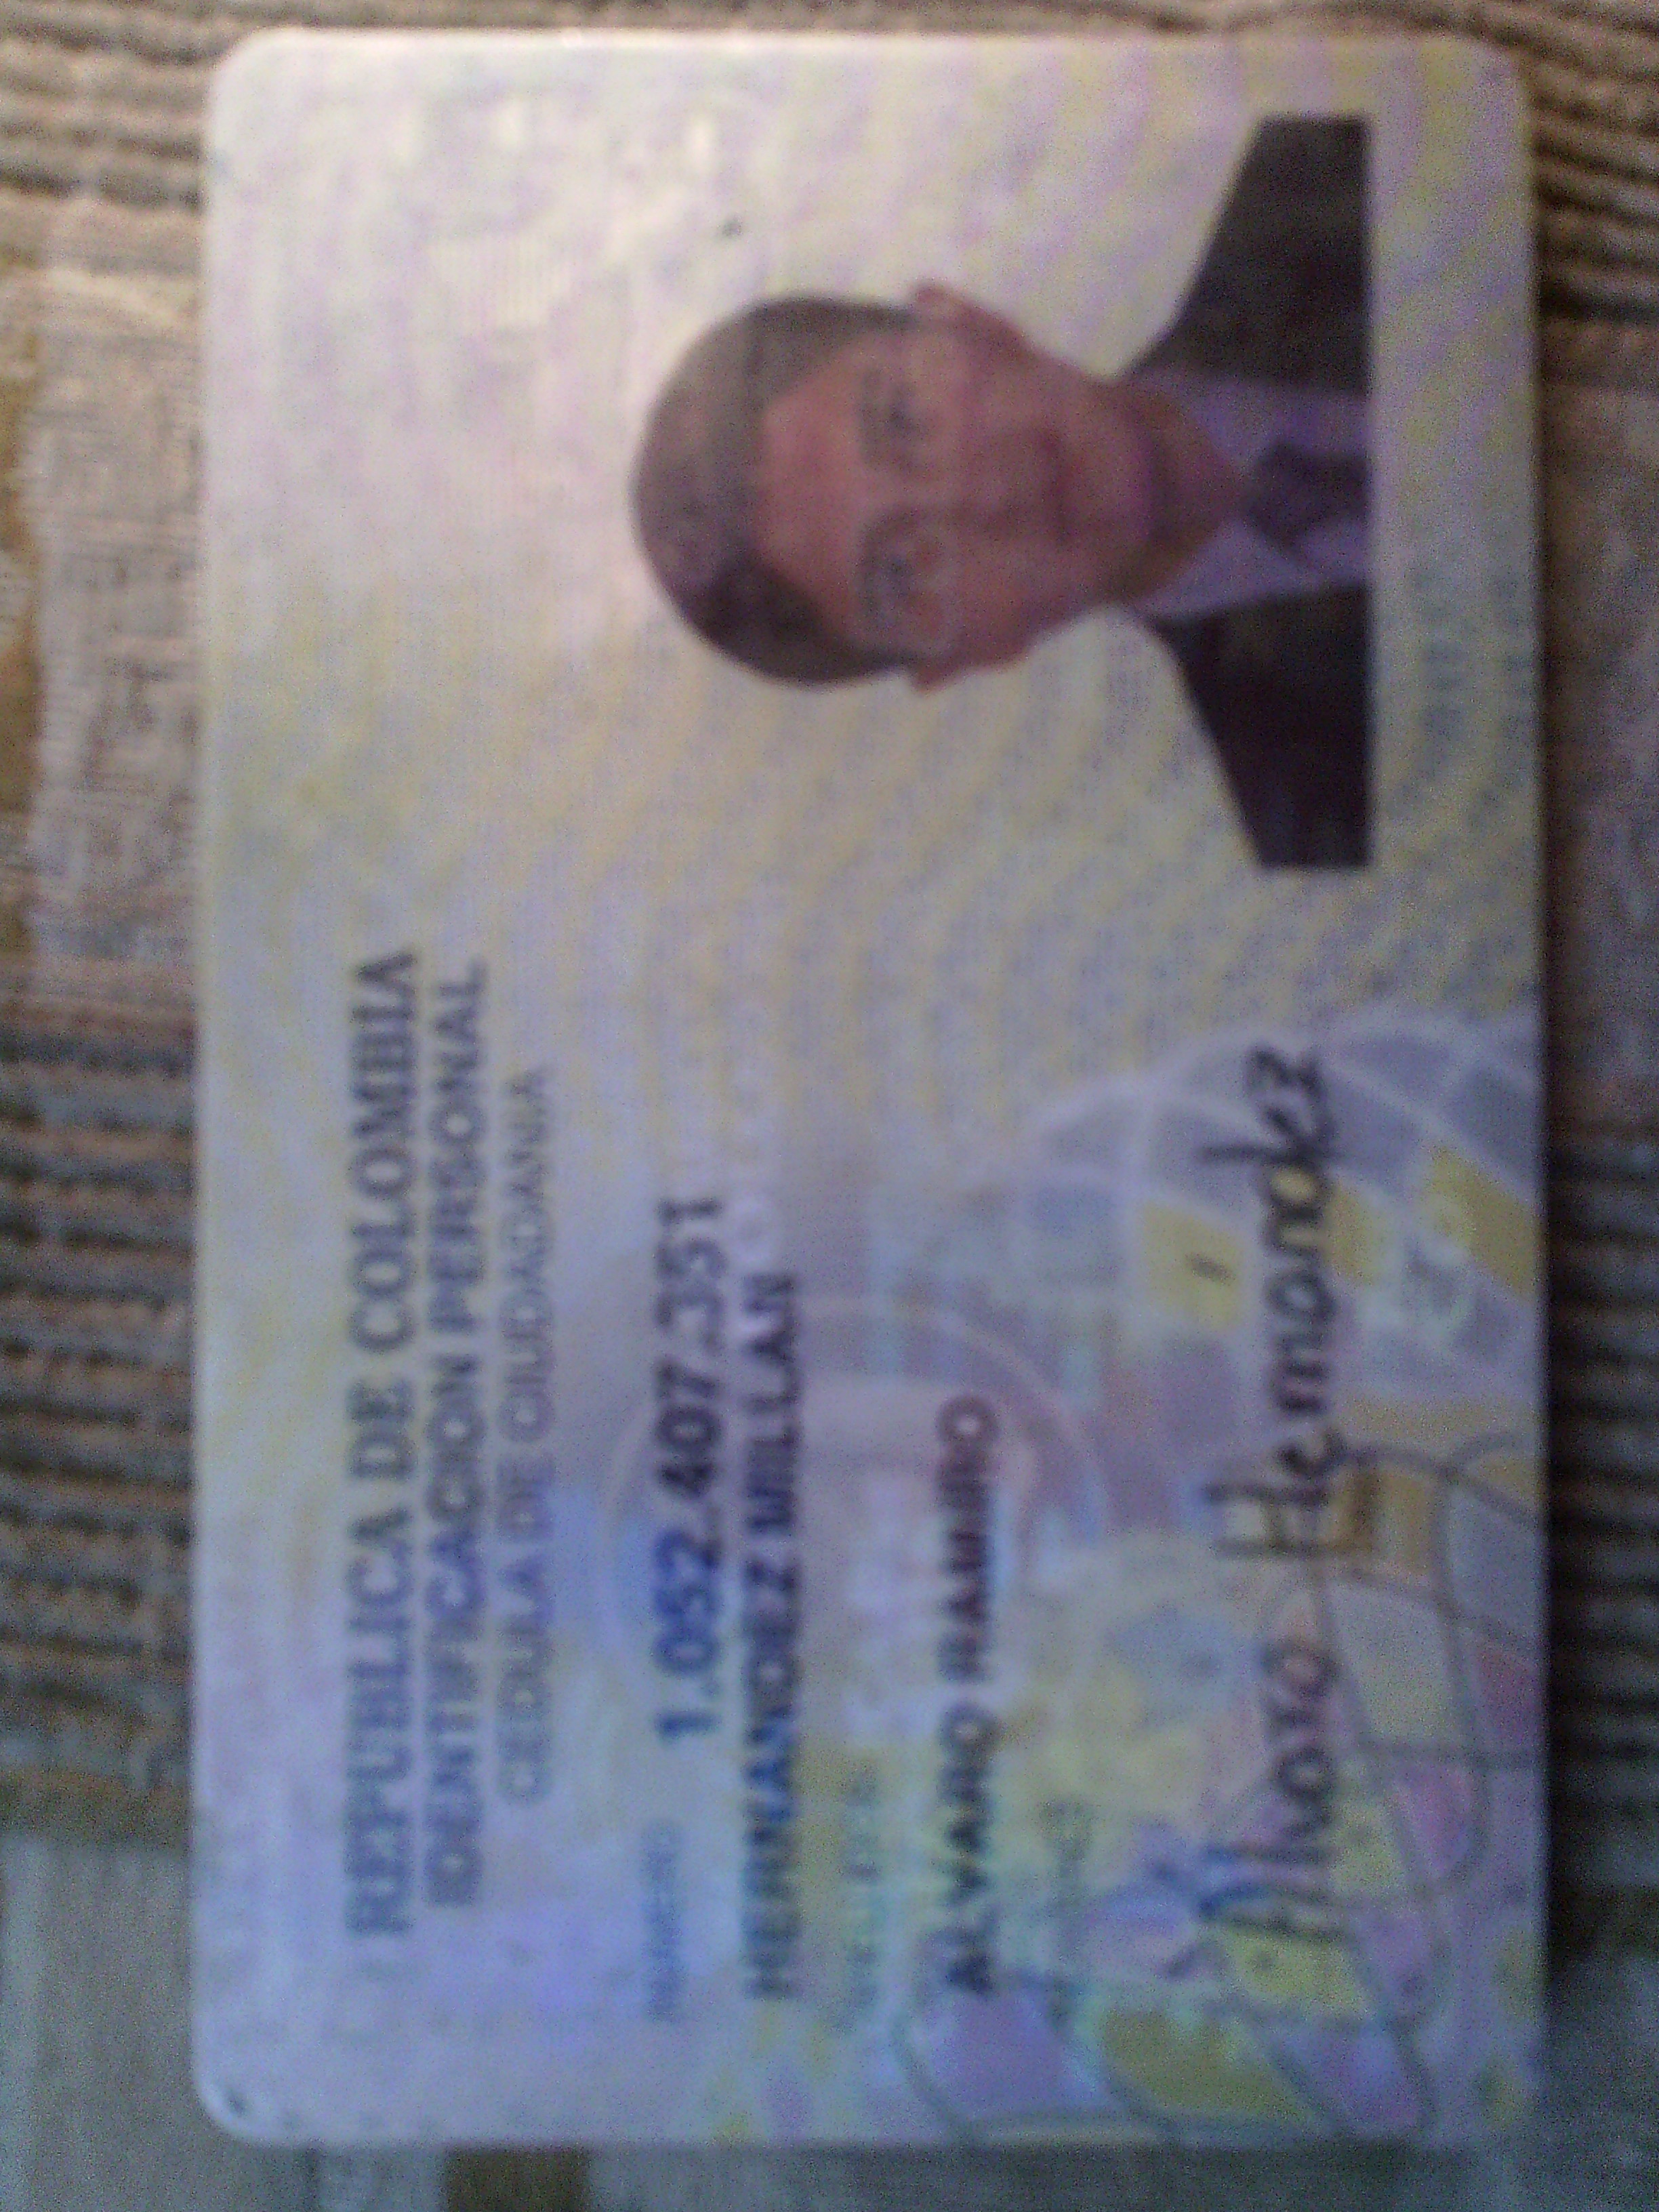 REPUBLICA DE COLOMBIA
IDENTIFICACION PERSONAL
CEDULA DE CIUDADANIA
NUMERO 1.052.407.351
HERNANDEZ MILLAN
APELLIDOS
ALVARO RAMIRO
NOMBRES
Alvaro Hernández